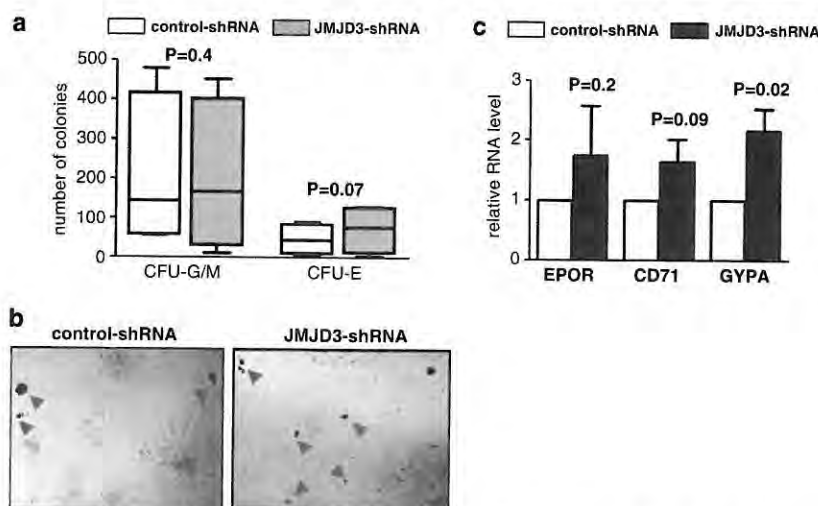 a
control-shRNA JMJD3-shRNA
500
400
300
200
100
0
number of colonies
P=0.4
P=0.07
CFU-G/M CFU-E
b
control-shRNA JMJD3-shRNA
c
control-shRNA JMJD3-shRNA
3
2
1
0
relative RNA level
P=0.2
P=0.09
P=0.02
EPOR CD71 GYPA